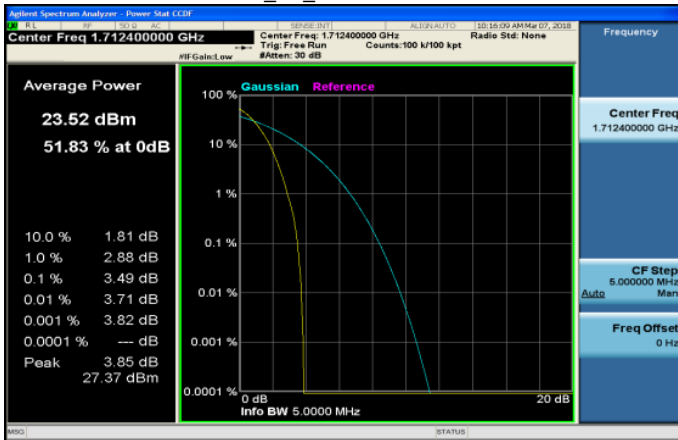 Agilent Spectrum Analyzer - Power Stat CCDF
RL RF 50 Ω AC SENSE:INT ALIGN AUTO 10:16:09 AM Mar 07, 2018
Center Freq 1.712400000 GHz
Center Freq: 1.712400000 GHz
Radio Std: None
Trig: Free Run Counts:100 k/100 kpt
#IFGain:Low #Atten: 30 dB
Frequency
Average Power
23.52 dBm
51.83 % at 0dB
10.0 % 1.81 dB
1.0 % 2.88 dB
0.1 % 3.49 dB
0.01 % 3.71 dB
0.001 % 3.82 dB
0.0001 % --- dB
Peak 3.85 dB
27.37 dBm
Gaussian Reference
100 %
10 %
1 %
0.1 %
0.01 %
0.001 %
0.0001 %
0 dB 20 dB
Info BW 5.0000 MHz
Center Freq
1.712400000 GHz
CF Step
5.000000 MHz
Auto Man
Freq Offset
0 Hz
MSG STATUS